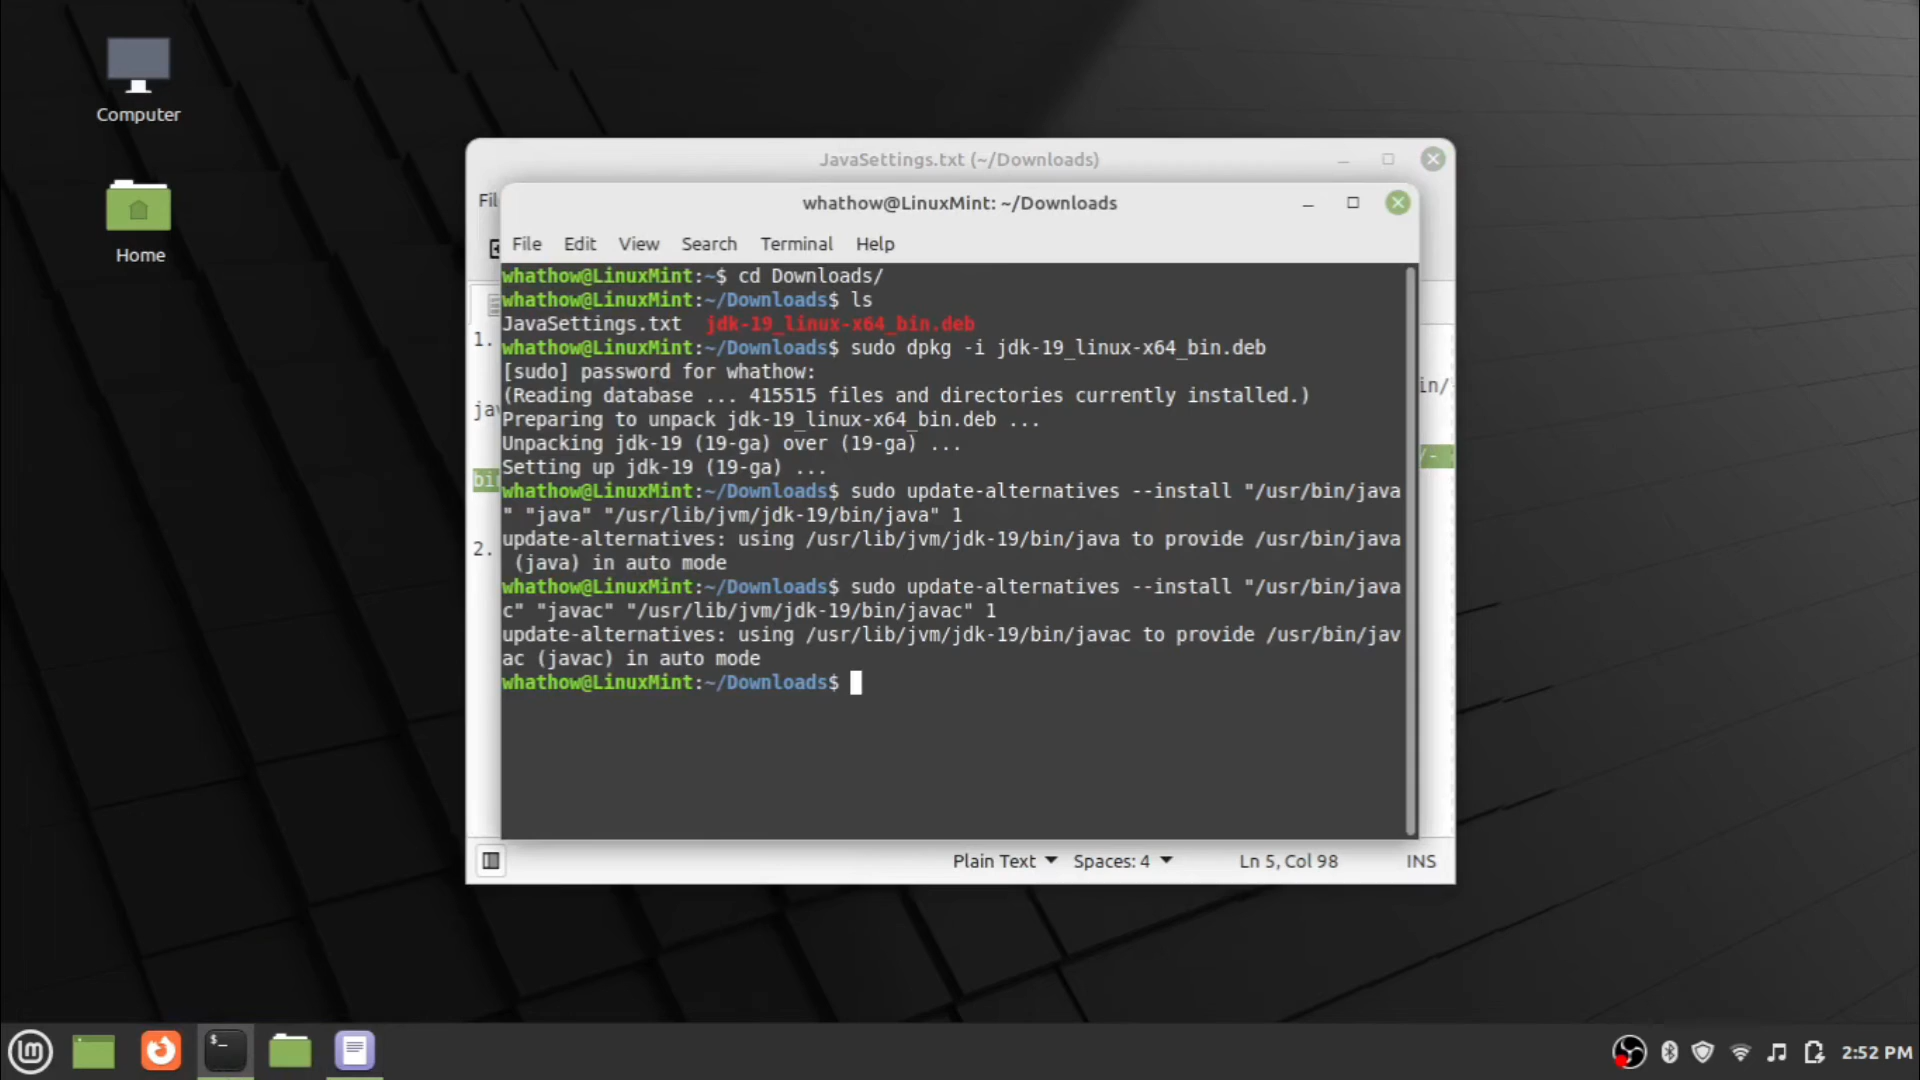 Computer
Home
JavaSettings.txt (~/Downloads)
whathow@LinuxMint: ~/Downloads
File Edit View Search Terminal Help
whathow@LinuxMint:~$ cd Downloads/
whathow@LinuxMint:~/Downloads$ ls
JavaSettings.txt  jdk-19_linux-x64_bin.deb
whathow@LinuxMint:~/Downloads$ sudo dpkg -i jdk-19_linux-x64_bin.deb
[sudo] password for whathow:
(Reading database ... 415515 files and directories currently installed.)
Preparing to unpack jdk-19_linux-x64_bin.deb ...
Unpacking jdk-19 (19-ga) over (19-ga) ...
Setting up jdk-19 (19-ga) ...
whathow@LinuxMint:~/Downloads$ sudo update-alternatives --install "/usr/bin/java
" "java" "/usr/lib/jvm/jdk-19/bin/java" 1
update-alternatives: using /usr/lib/jvm/jdk-19/bin/java to provide /usr/bin/java
 (java) in auto mode
whathow@LinuxMint:~/Downloads$ sudo update-alternatives --install "/usr/bin/java
c" "javac" "/usr/lib/jvm/jdk-19/bin/javac" 1
update-alternatives: using /usr/lib/jvm/jdk-19/bin/javac to provide /usr/bin/jav
ac (javac) in auto mode
whathow@LinuxMint:~/Downloads$
1.
2.
Plain Text Spaces: 4 Ln 5, Col 98 INS
2:52 PM